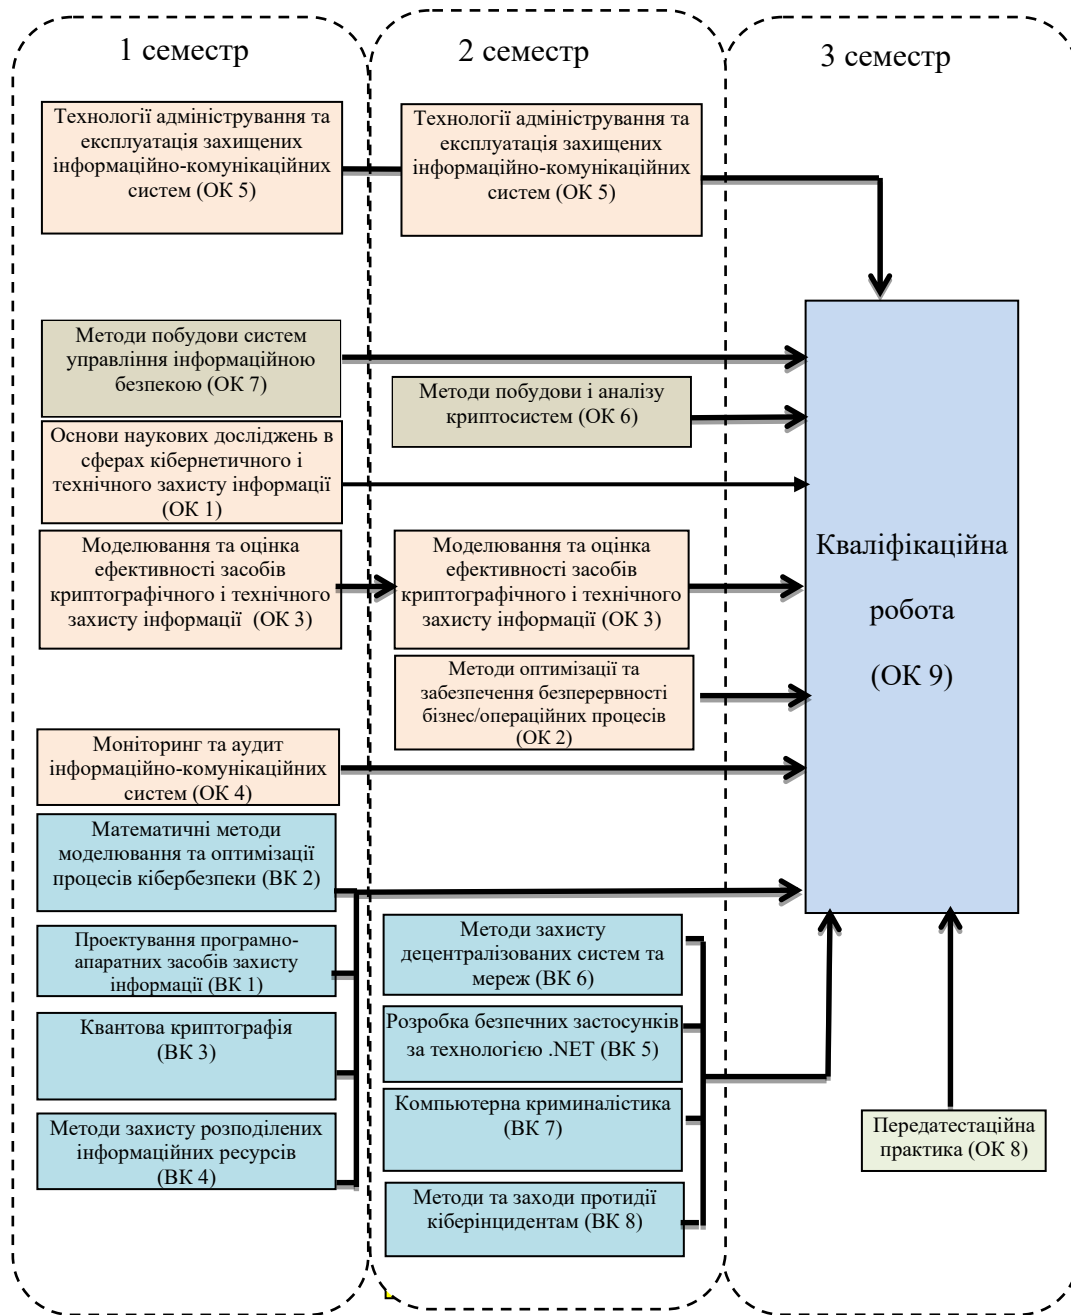 1 семестр
Технології адміністрування та
експлуатація захищених
інформаційно-комунікаційних
систем (ОК 5)
Методи побудови систем
управління інформаційною
безпекою (ОК 7)
Основи наукових досліджень в
сферах кібернетичного і
технічного захисту інформації
(ОК 1)
Моделювання та оцінка
ефективності засобів
криптографічного і технічного
захисту інформації (ОК 3)
Моніторинг та аудит
інформаційно-комунікаційних
систем (ОК 4)
Математичні методи
моделювання та оптимізації
процесів кібербезпеки (ВК 2)
Проектування програмно-
апаратних засобів захисту
інформації (ВК 1)
Квантова криптографія
(ВК 3)
Методи захисту розподілених
інформаційних ресурсів
(ВК 4)
2 семестр
Технології адміністрування та
експлуатація захищених
інформаційно-комунікаційних
систем (ОК 5)
Методи побудови і аналізу
криптосистем (ОК 6)
Моделювання та оцінка
ефективності засобів
криптографічного і технічного
захисту інформації (ОК 3)
Методи оптимізації та
забезпечення безперервності
бізнес/операційних процесів
(ОК 2)
Методи захисту
децентралізованих систем та
мереж (ВК 6)
Розробка безпечних застосунків
за технологією .NET (ВК 5)
Компьютерна криминалістика
(ВК 7)
Методи та заходи протидії
кіберінцидентам (ВК 8)
3 семестр
Кваліфікаційна
робота
(ОК 9)
Передатестаційна
практика (ОК 8)